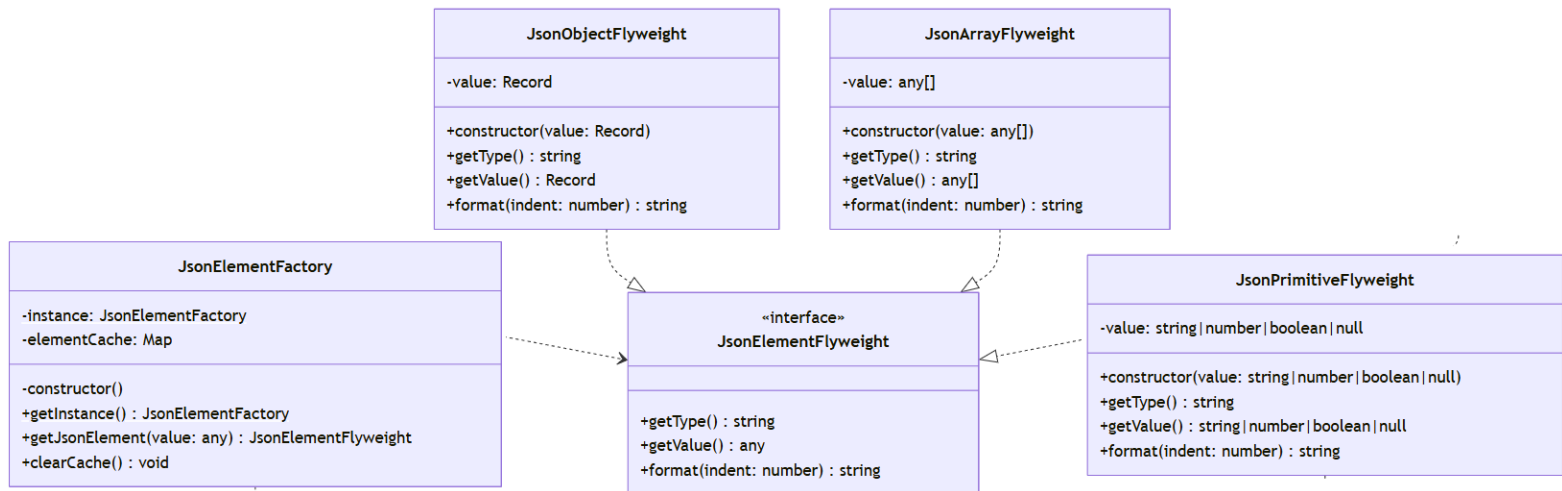 JsonObjectFlyweight
-value: Record
+constructor(value: Record)
+getType() : string
+getValue() : Record
+format(indent: number) : string
JsonArrayFlyweight
-value: any[]
+constructor(value: any[])
+getType() : string
+getValue() : any[]
+format(indent: number) : string
JsonElementFactory
-instance: JsonElementFactory
-elementCache: Map
-constructor()
+getInstance() : JsonElementFactory
+getJsonElement(value: any) : JsonElementFlyweight
+clearCache() : void
«interface»
JsonElementFlyweight
+getType() : string
+getValue() : any
+format(indent: number) : string
JsonPrimitiveFlyweight
-value: string|number|boolean|null
+constructor(value: string|number|boolean|null)
+getType() : string
+getValue() : string|number|boolean|null
+format(indent: number) : string